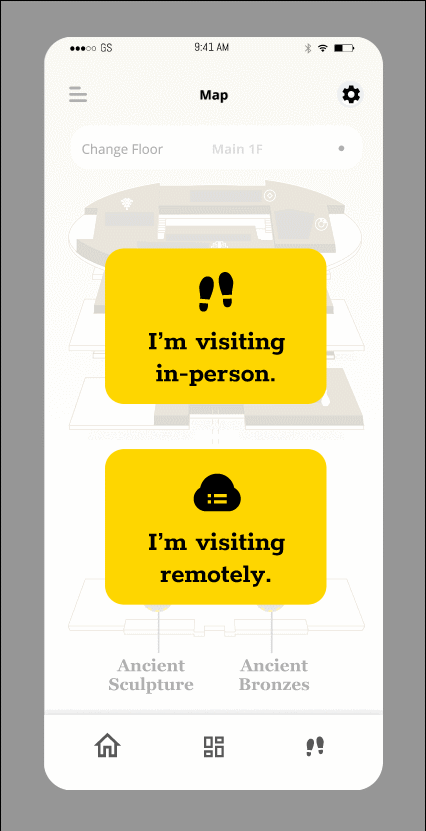 GS 9:41 AM
Map
Change Floor Main 1F
I'm visiting
in-person.
I'm visiting
remotely.
Ancient
Sculpture
Ancient
Bronzes